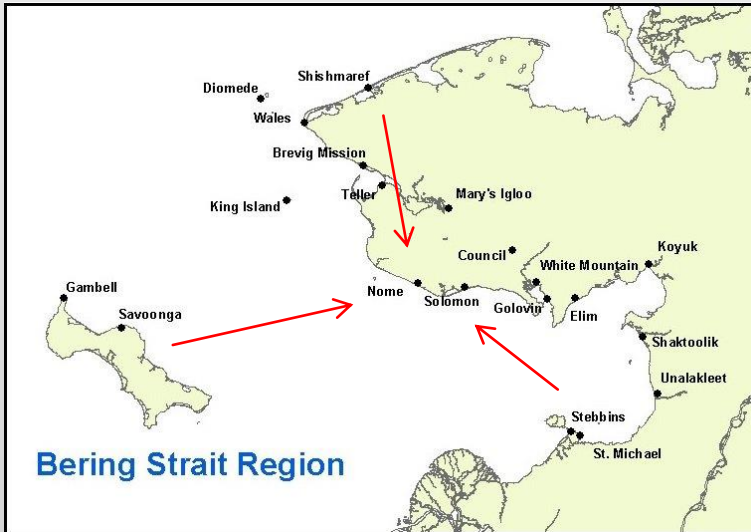 Shishmaref
Diomede
Wales
Brevig Mission
Teller
Mary's Igloo
King Island
Council
Koyuk
White Mountain
Gambell
Nome
Solomon
Golovin
Elim
Savoonga
Shaktoolik
Unalakleet
Stebbins
St. Michael
Bering Strait Region